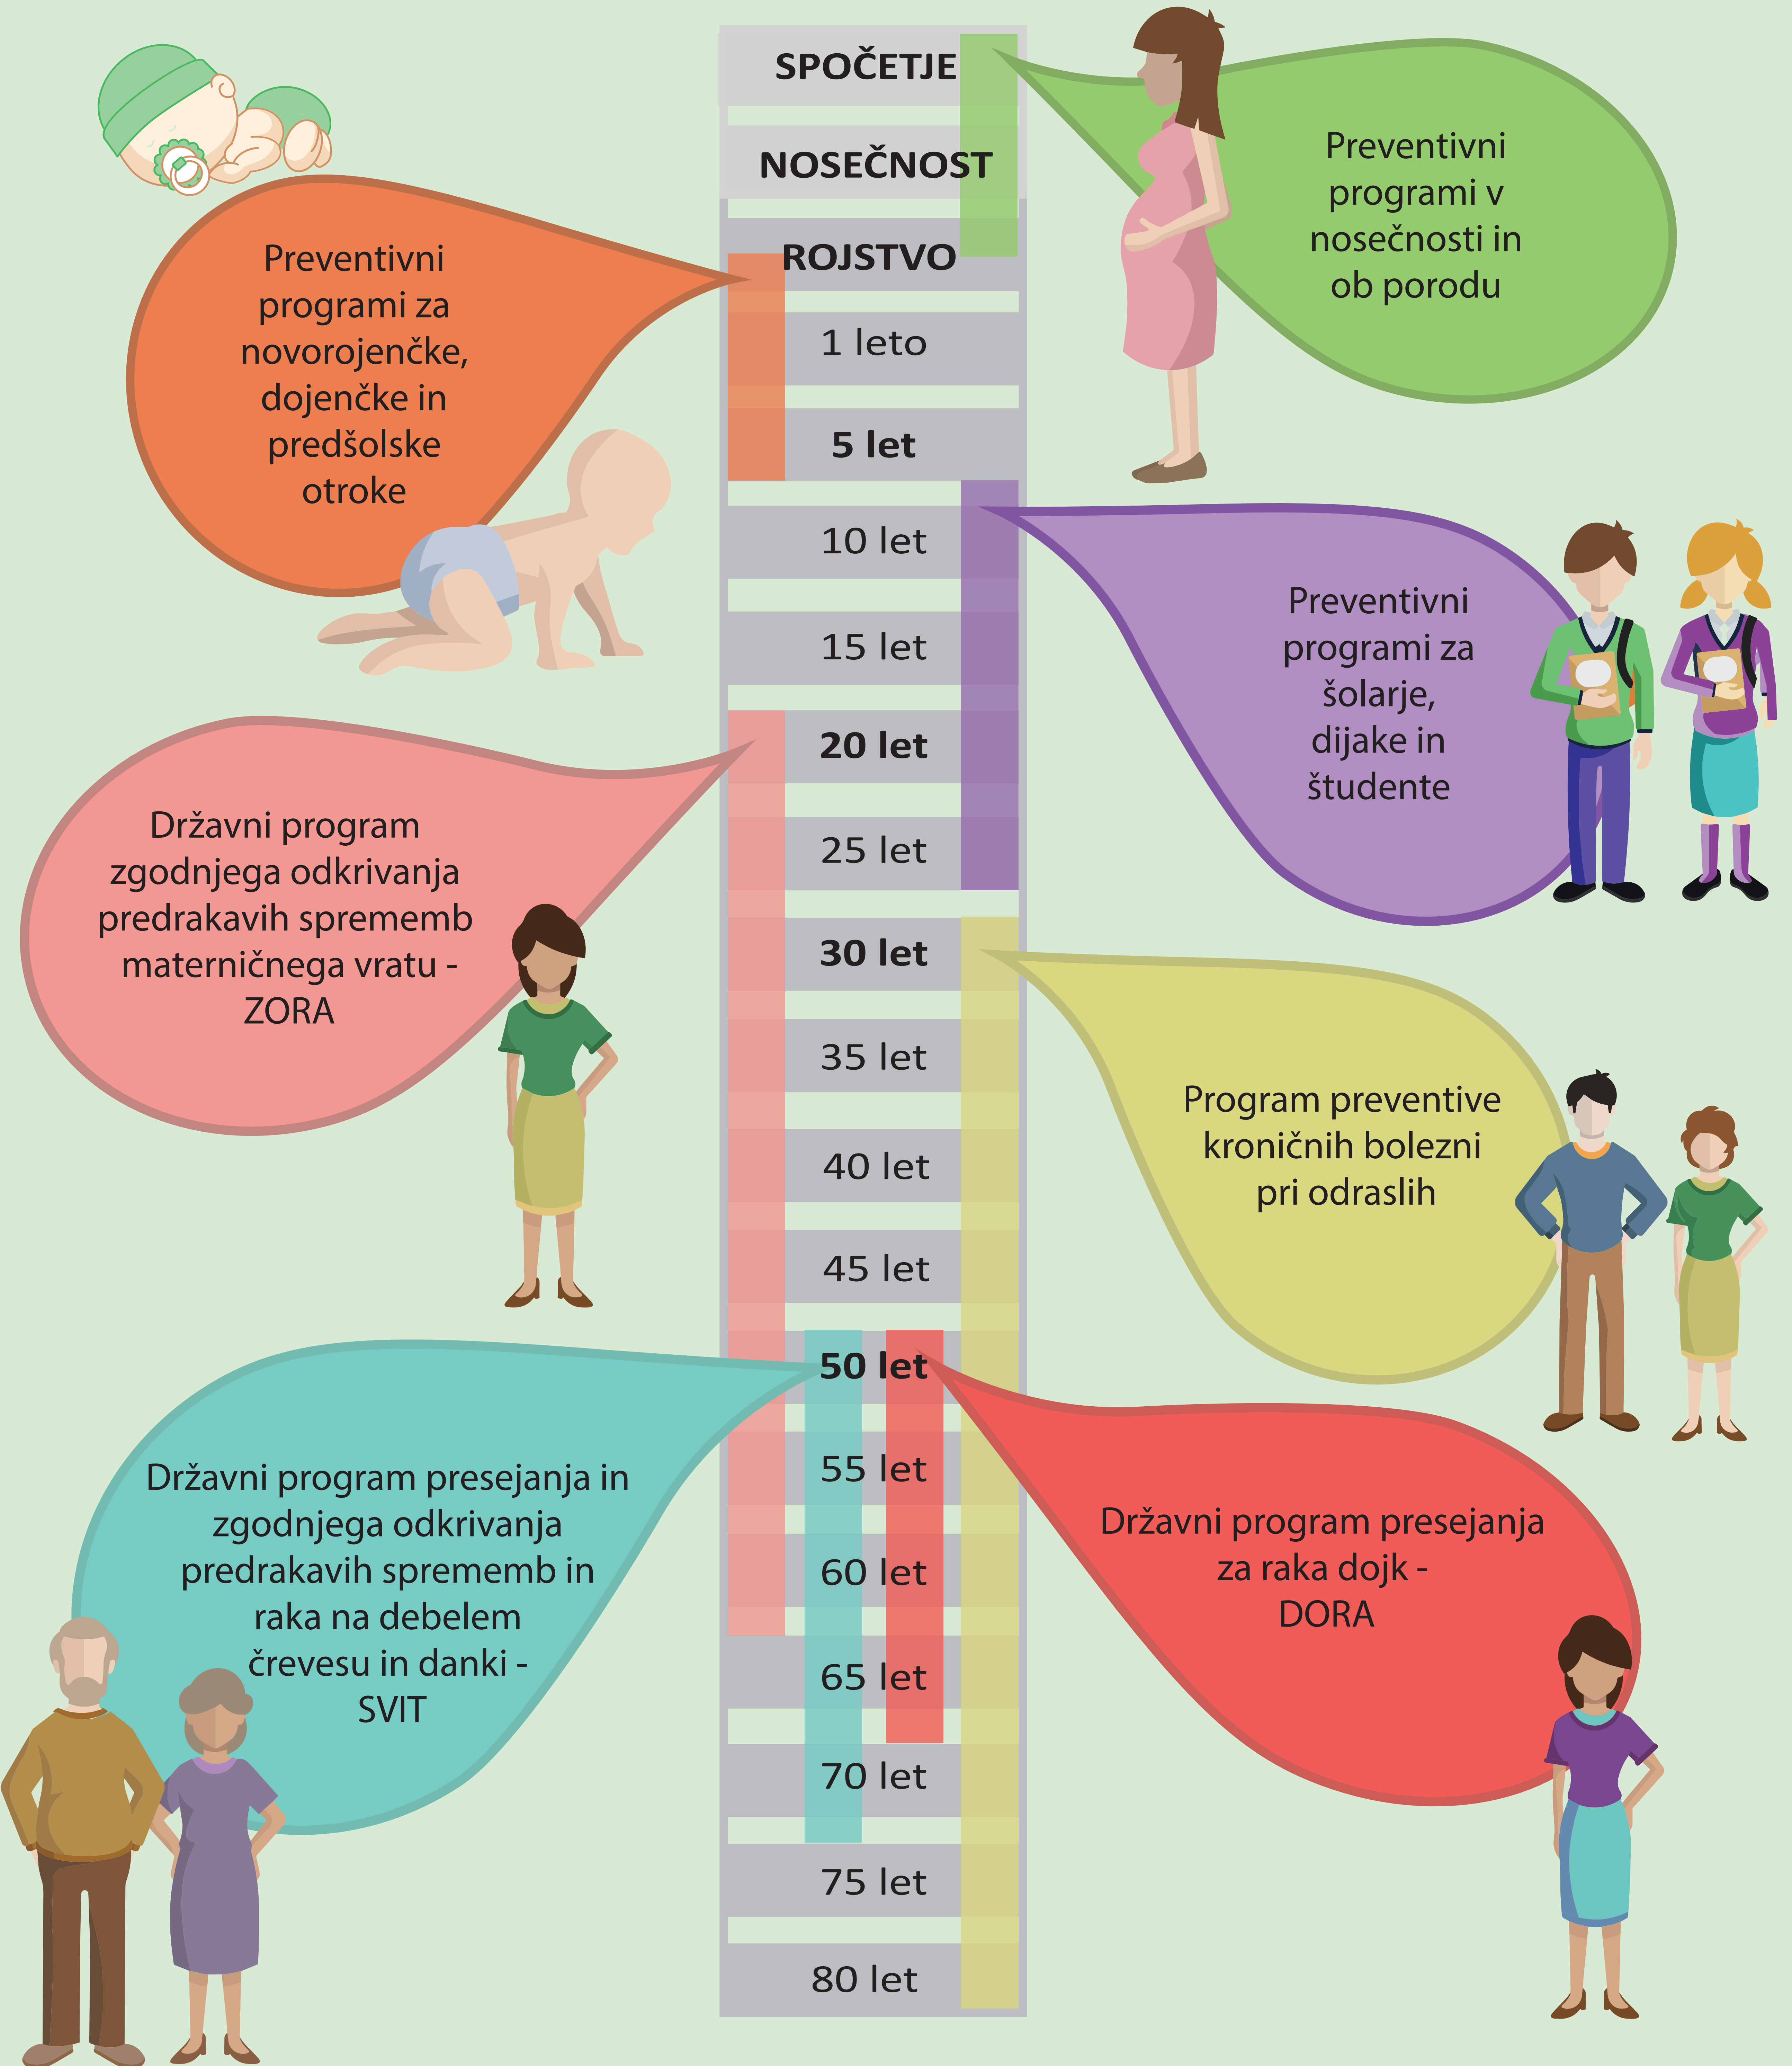 SPOČETJE
NOSEČNOST
ROJSTVO
1 leto
5 let
10 let
15 let
20 let
25 let
30 let
35 let
40 let
45 let
50 let
55 let
60 let
65 let
70 let
75 let
80 let
Preventivni
programi v
nosečnosti in
ob porodu
Preventivni
programi za
novorojenčke,
dojenčke in
predšolske
otroke
Preventivni
programi za
šolarje,
dijake in
študente
Državni program
zgodnjega odkrivanja
predrakavih sprememb
materničnega vratu -
ZORA
Program preventive
kroničnih bolezni
pri odraslih
Državni program presejanja in
zgodnjega odkrivanja
predrakavih sprememb in
raka na debelem
črevesu in danki -
SVIT
Državni program presejanja
za raka dojk -
DORA